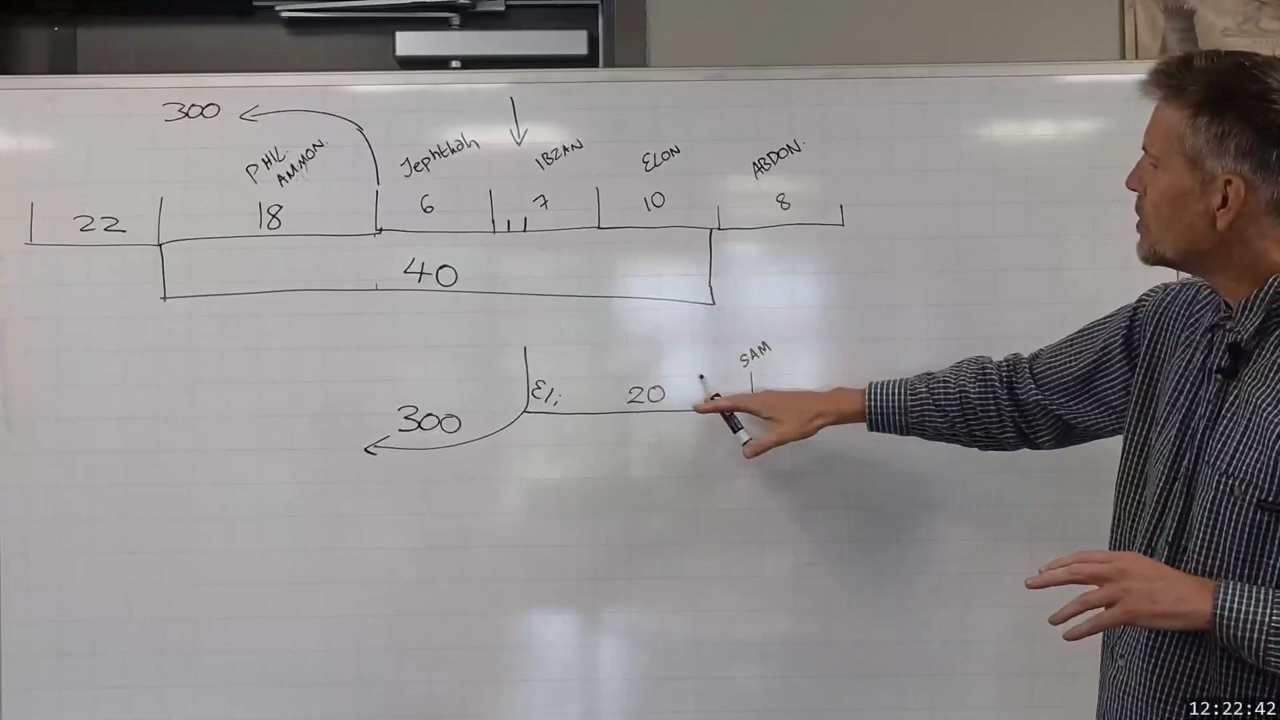 300
PHIL. AMMON.
Jephthah
IBZAN
ELON
ABDON.
22 18 6 7 10 8
40
SAM
Eli 20
300
12:22:42